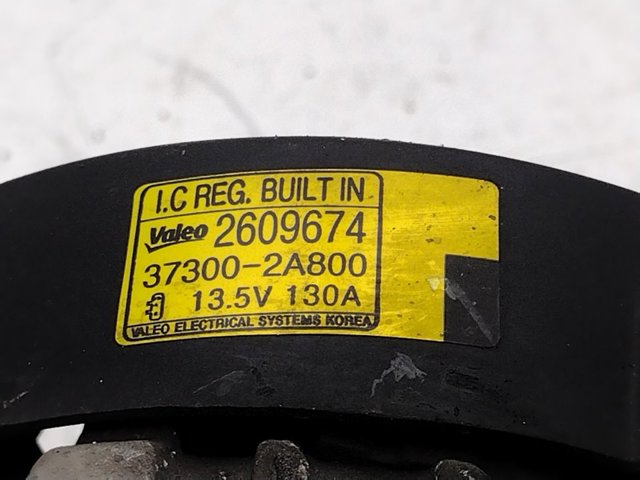 I.C REG. BUILT IN
Valeo 2609674
37300-2A800
13.5V 130A
VALEO ELECTRICAL SYSTEMS KOREA